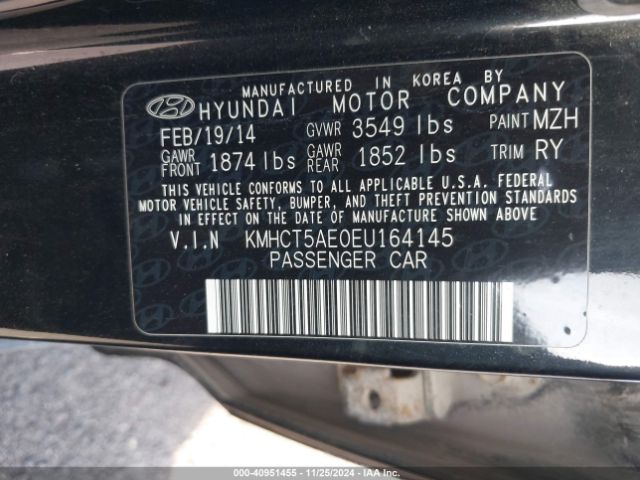 MANUFACTURED IN KOREA BY
HYUNDAI MOTOR COMPANY
FEB/19/14 GVWR 3549 lbs PAINT MZH
GAWR FRONT 1874 lbs GAWR REAR 1852 lbs TRIM RY
THIS VEHICLE CONFORMS TO ALL APPLICABLE U.S.A. FEDERAL
MOTOR VEHICLE SAFETY, BUMPER, AND THEFT PREVENTION STANDARDS
IN EFFECT ON THE DATE OF MANUFACTURE SHOWN ABOVE
V.I.N KMHCT5AE0EU164145
PASSENGER CAR
000-40951455 - 11/25/2024 - IAA Inc.